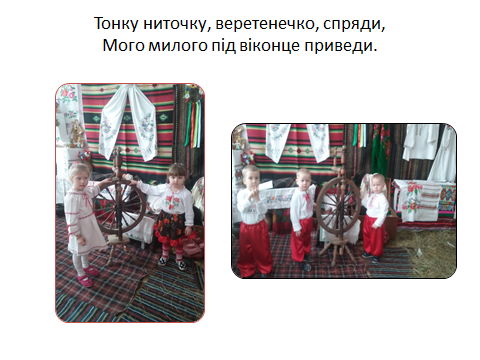 Тонку ниточку, веретенечко, спряди,
Мого милого під віконце приведи.